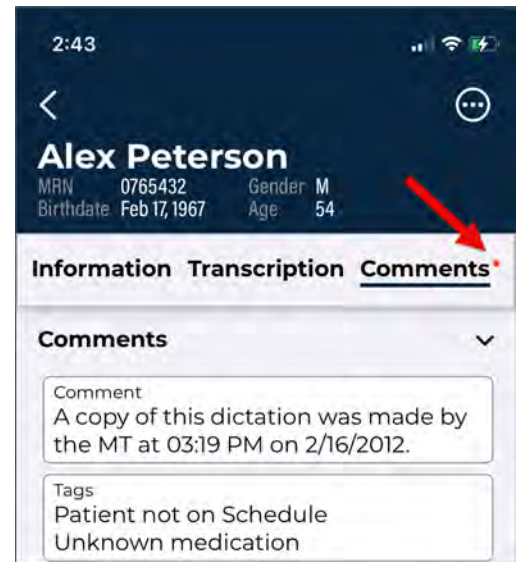 2:43
Alex Peterson
MRN 0765432 Gender M
Birthdate Feb 17, 1967 Age 54
Information Transcription Comments
Comments
Comment
A copy of this dictation was made by
the MT at 03:19 PM on 2/16/2012.
Tags
Patient not on Schedule
Unknown medication